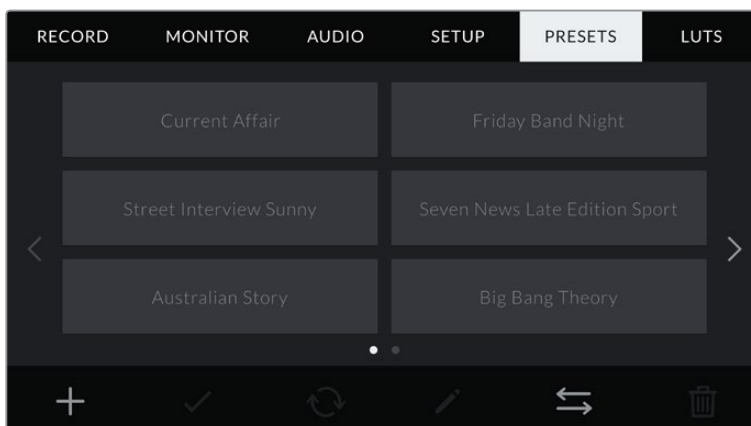 RECORD MONITOR AUDIO SETUP PRESETS LUTS
Current Affair Friday Band Night
Street Interview Sunny Seven News Late Edition Sport
Australian Story Big Bang Theory